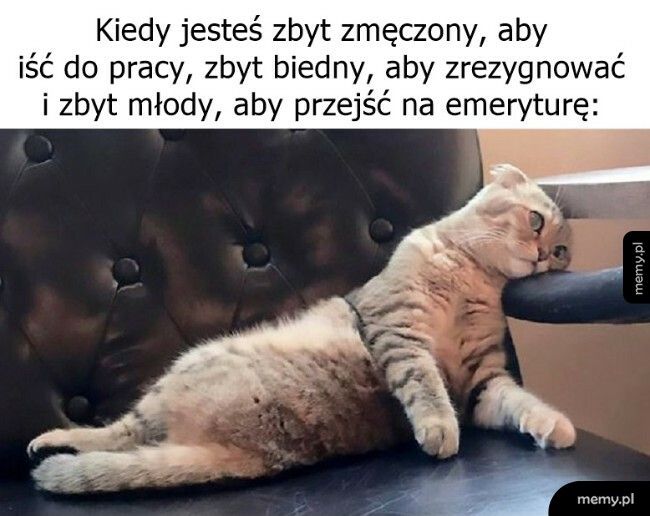 Kiedy jesteś zbyt zmęczony, aby
iść do pracy, zbyt biedny, aby zrezygnować
i zbyt młody, aby przejść na emeryturę:
memy.pl
memy.pl